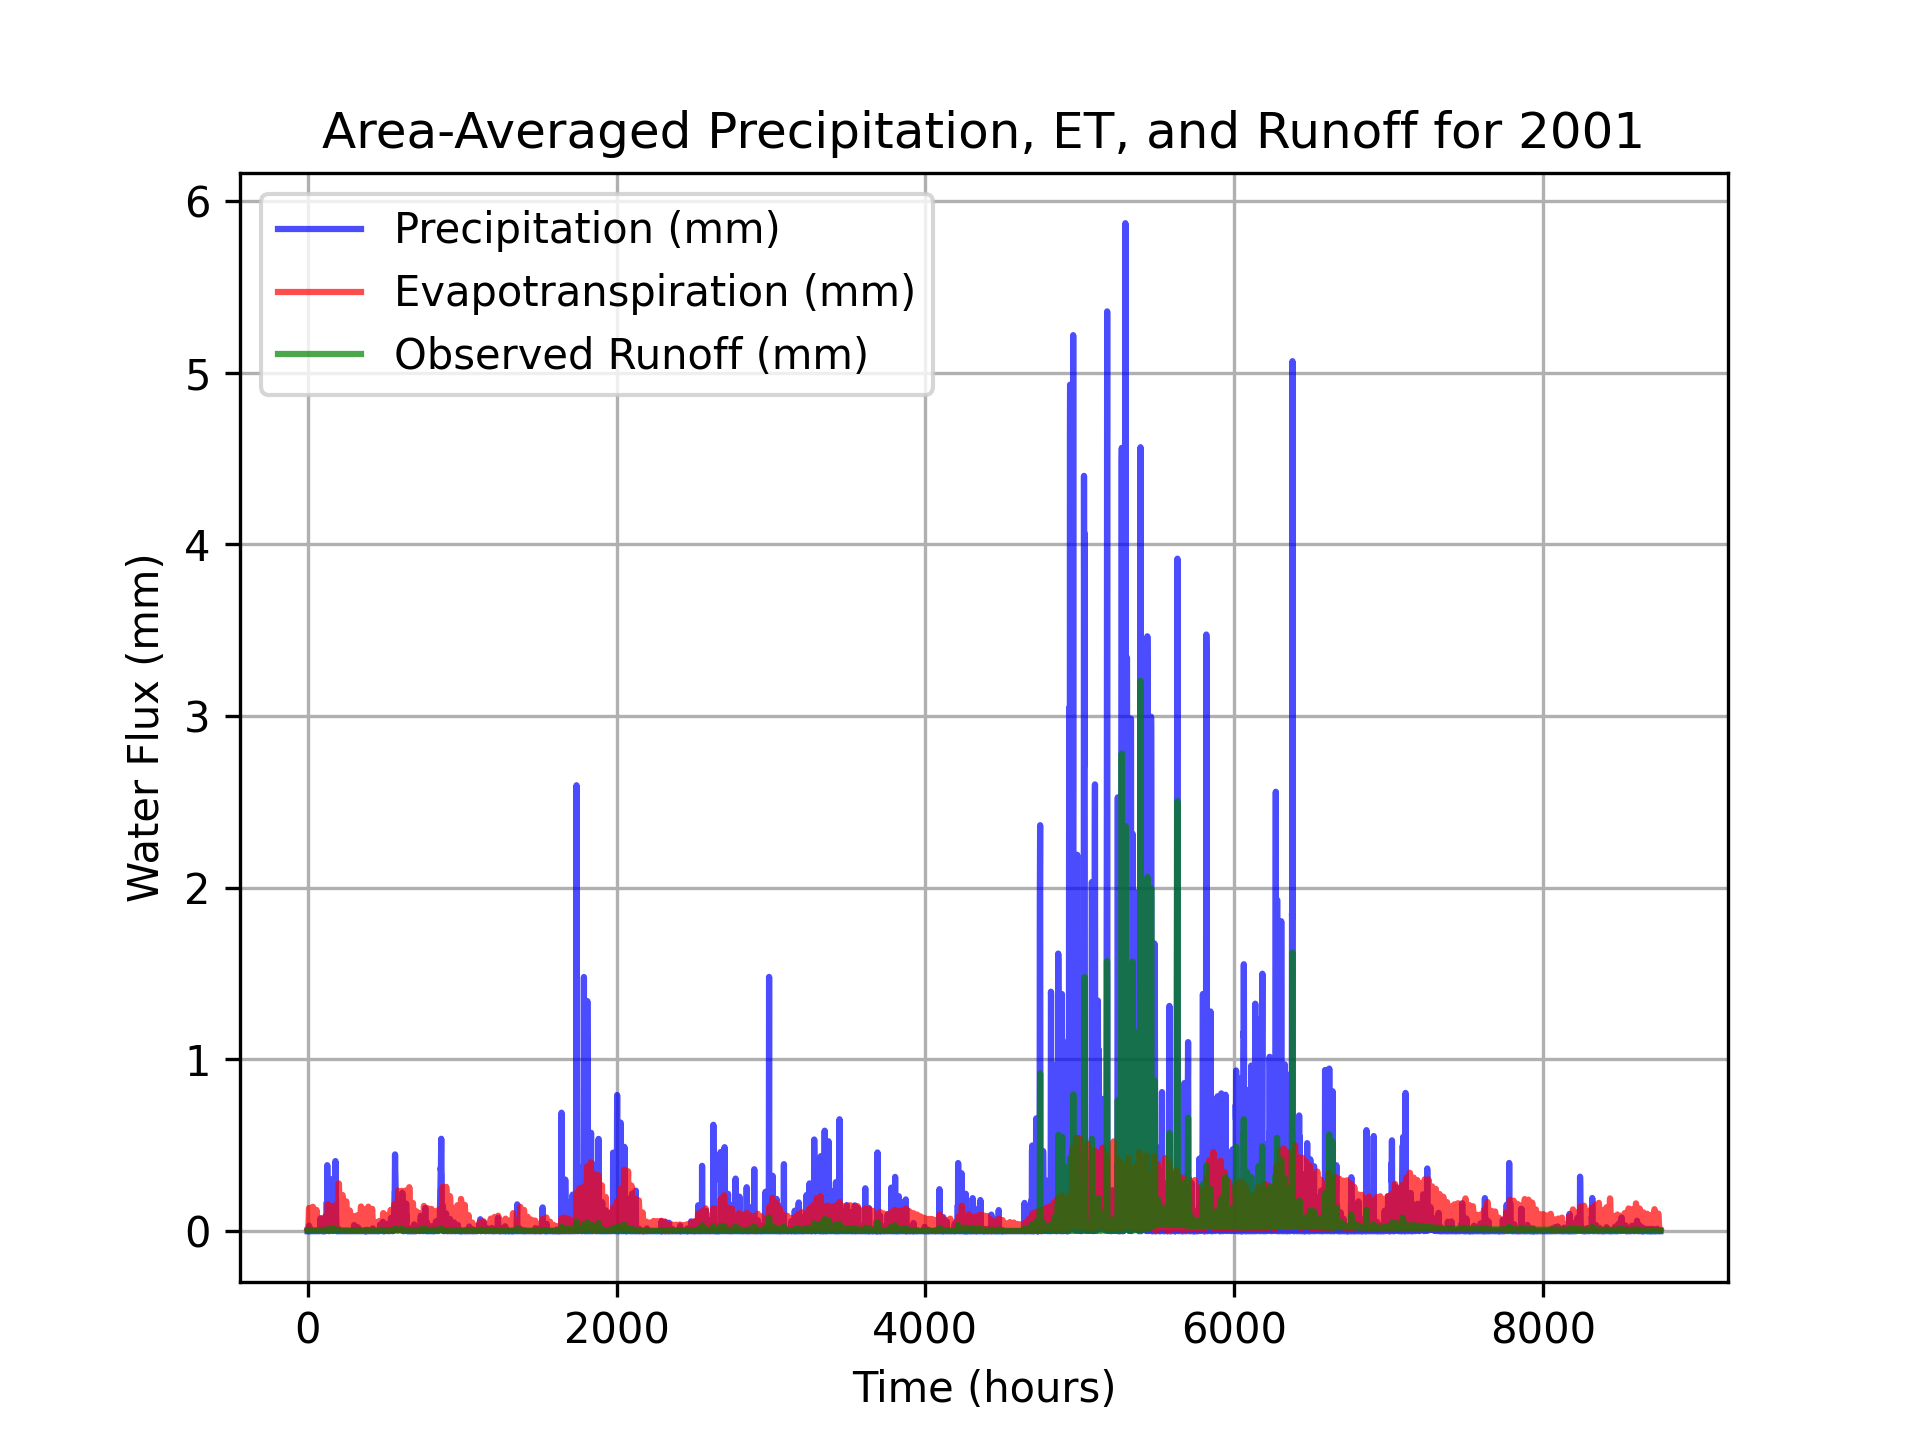 Area-Averaged Precipitation, ET, and Runoff for 2001
Precipitation (mm)
Evapotranspiration (mm)
Observed Runoff (mm)
6
5
4
3
2
1
0
Water Flux (mm)
0 2000 4000 6000 8000
Time (hours)